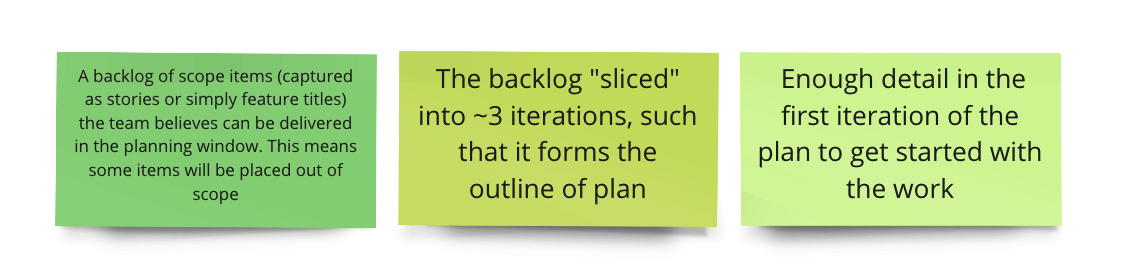 A backlog of scope items (captured
as stories or simply feature titles)
the team believes can be delivered
in the planning window. This means
some items will be placed out of
scope
The backlog "sliced"
into ~3 iterations, such
that it forms the
outline of plan
Enough detail in the
first iteration of the
plan to get started with
the work